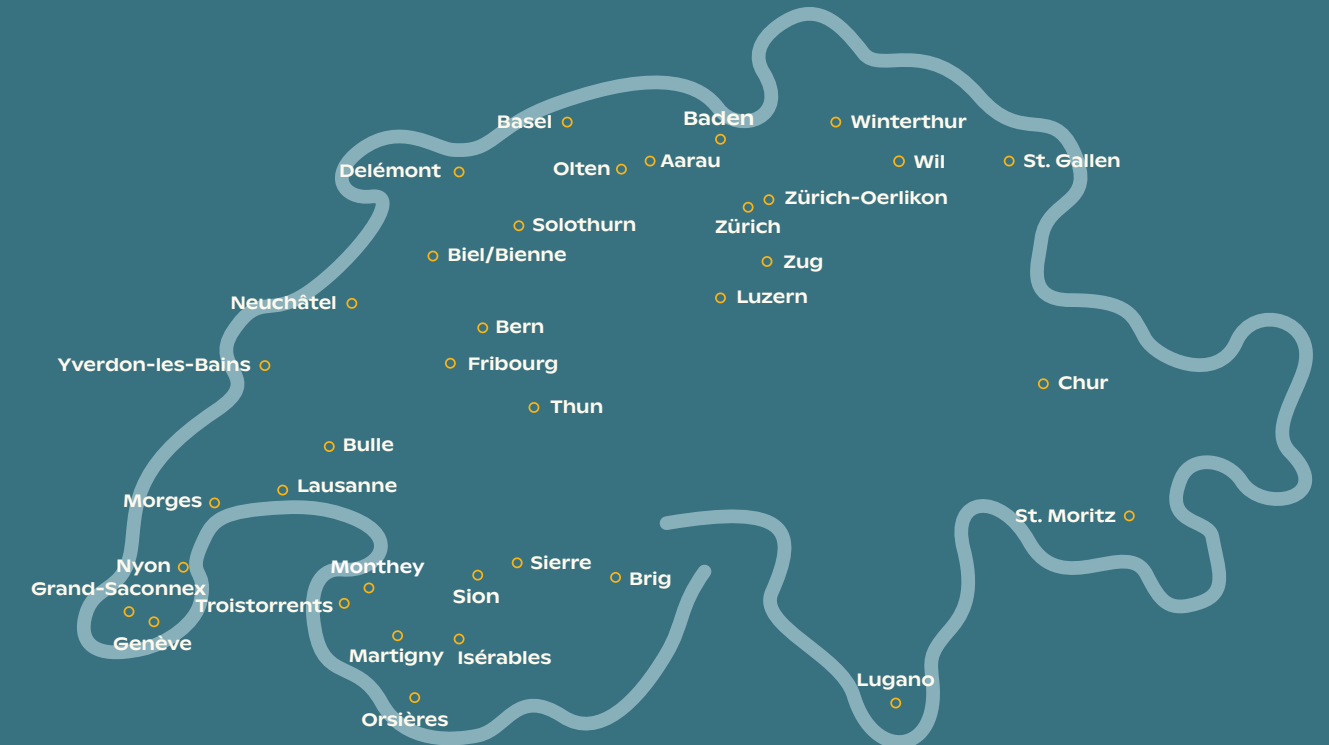 Baden
Basel
Winterthur
Olten
Aarau
Wil
St. Gallen
Delémont
Zürich-Oerlikon
Solothurn
Zürich
Biel/Bienne
Zug
Neuchâtel
Luzern
Bern
Yverdon-les-Bains
Fribourg
Chur
Thun
Bulle
Lausanne
Morges
St. Moritz
Nyon
Monthey
Sierre
Brig
Grand-Saconnex
Sion
Troistorrents
Genève
Martigny
Isérables
Lugano
Orsières